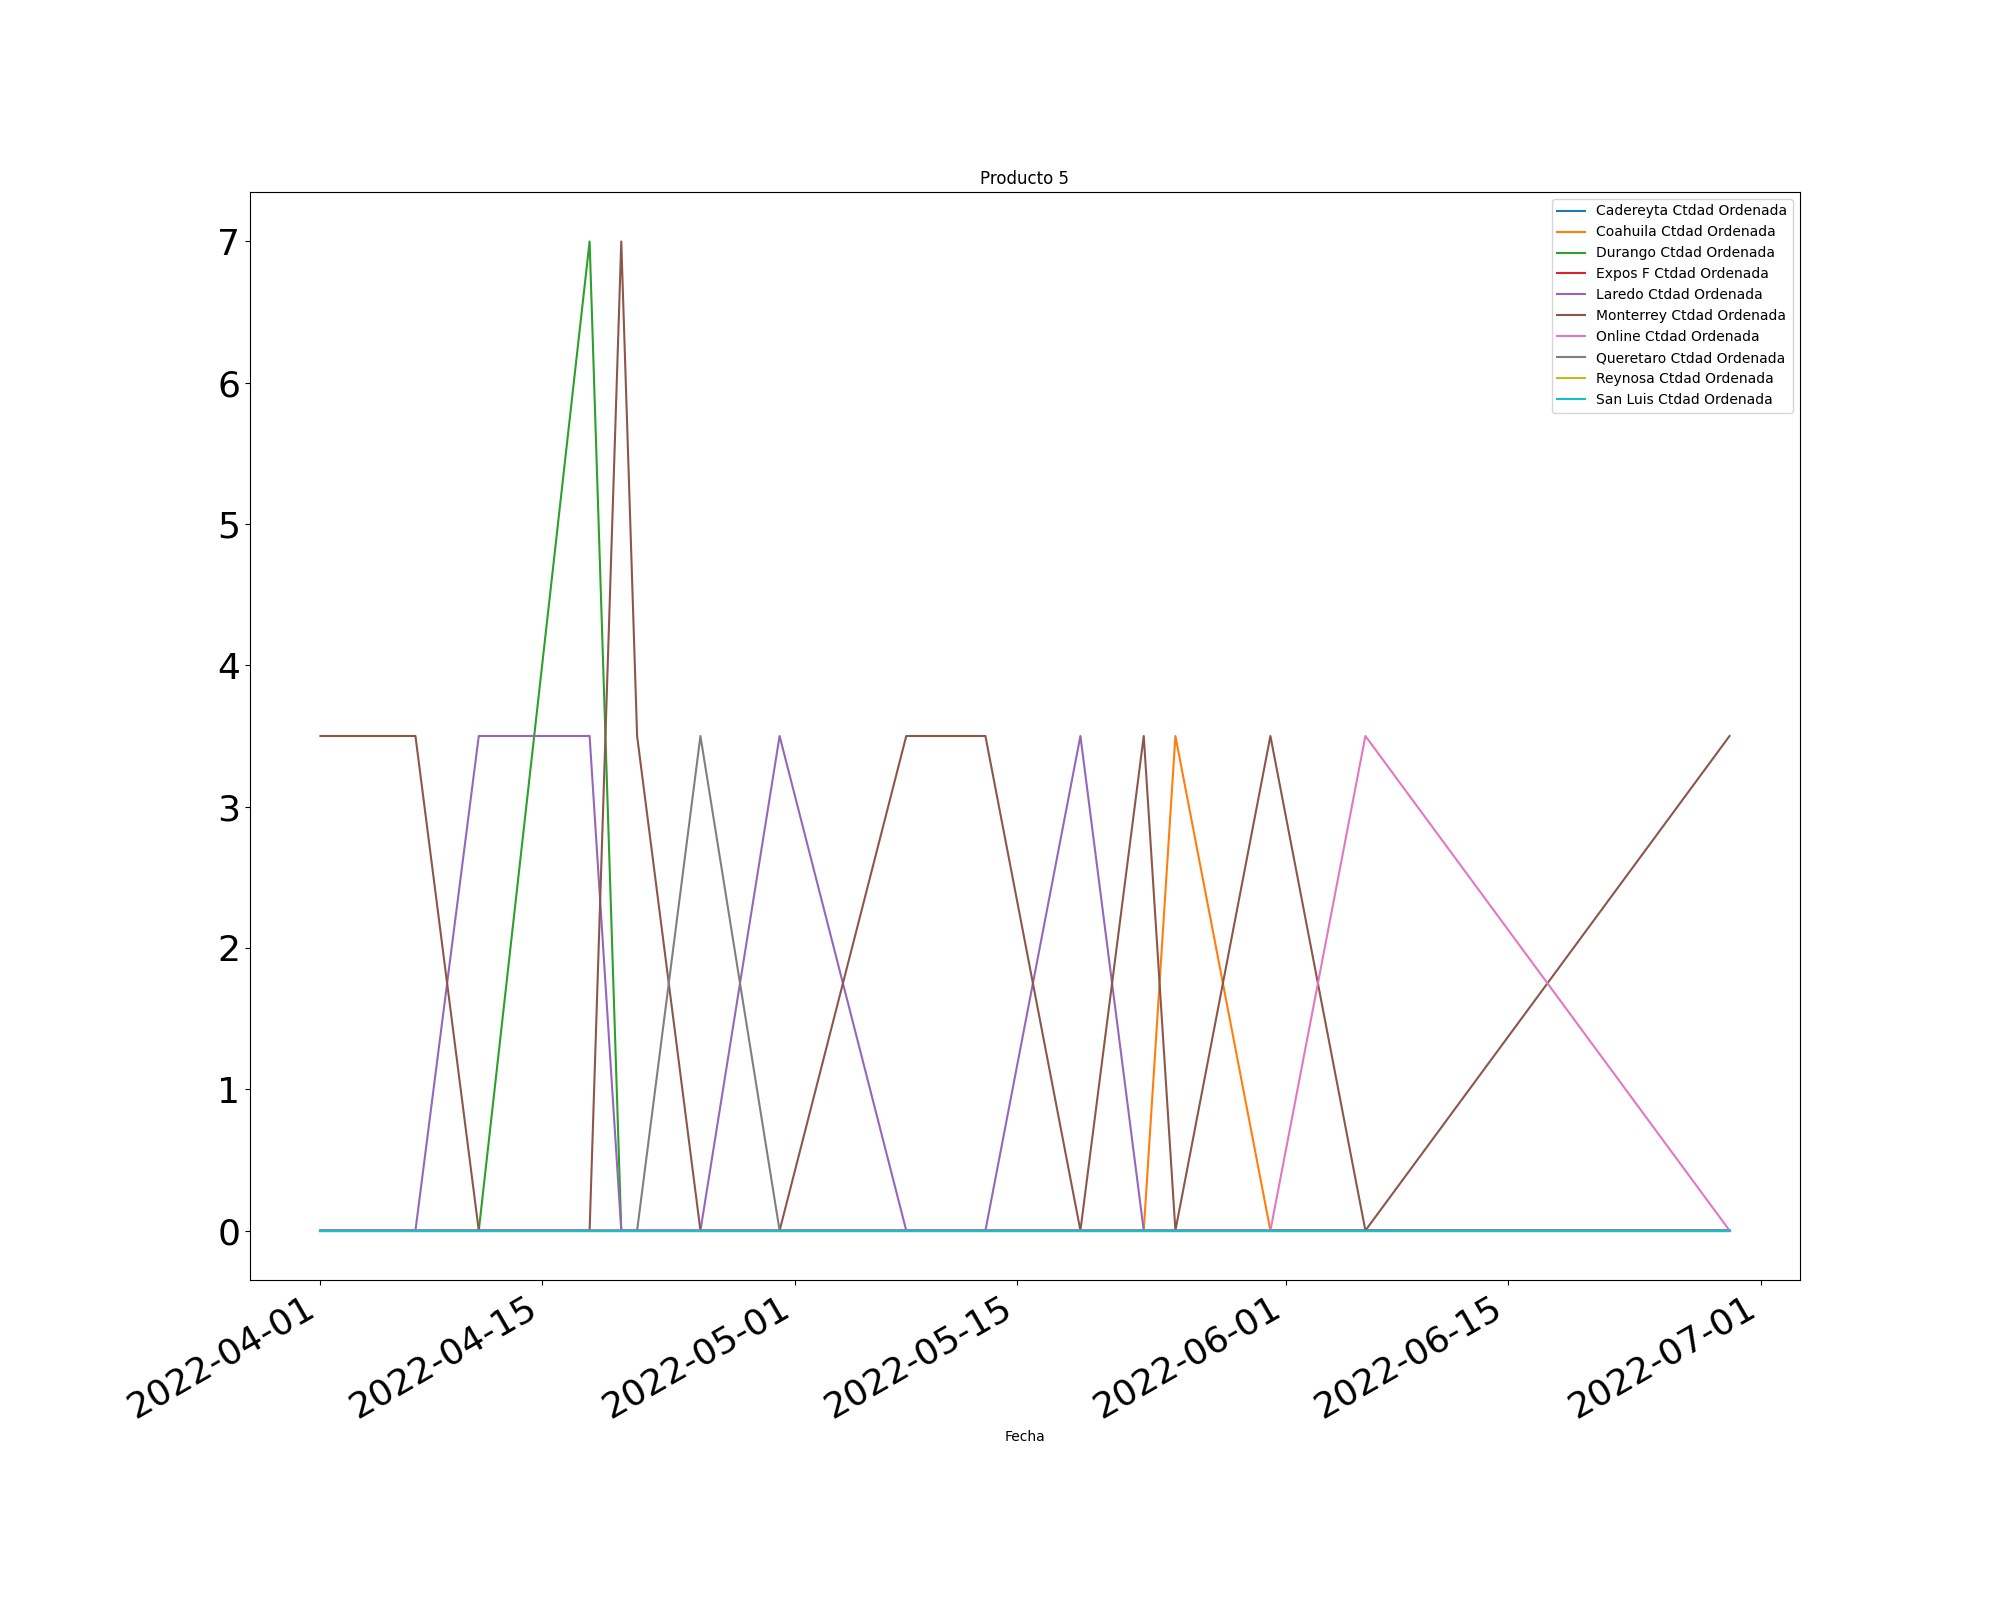 Producto 5
Cadereyta Ctdad Ordenada
Coahuila Ctdad Ordenada
Durango Ctdad Ordenada
Expos F Ctdad Ordenada
Laredo Ctdad Ordenada
Monterrey Ctdad Ordenada
Online Ctdad Ordenada
Queretaro Ctdad Ordenada
Reynosa Ctdad Ordenada
San Luis Ctdad Ordenada
7
6
5
4
3
2
1
0
2022-04-01
2022-04-15
2022-05-01
2022-05-15
2022-06-01
2022-06-15
2022-07-01
Fecha